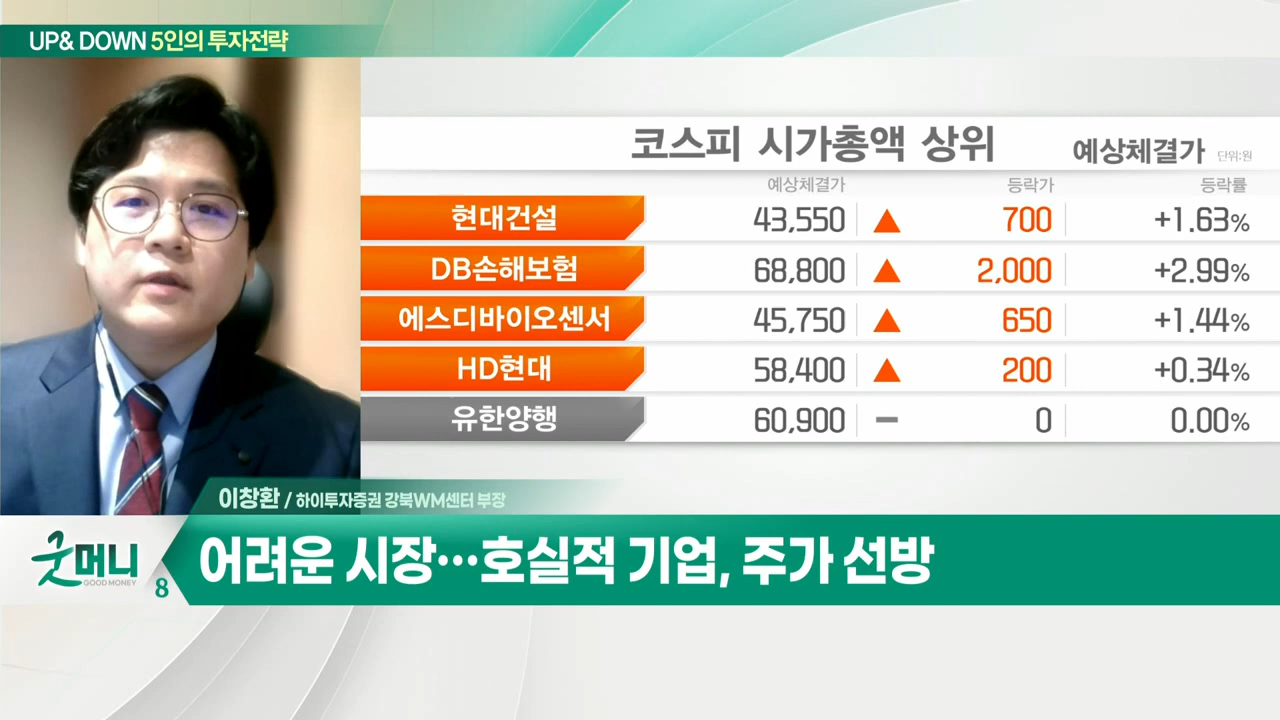 UP& DOWN 5인의 투자전략
코스피 시가총액 상위 예상체결가 단위:원
예상체결가 등락가 등락률
현대건설 43,550 ▲ 700 +1.63%
DB손해보험 68,800 ▲ 2,000 +2.99%
에스디바이오센서 45,750 ▲ 650 +1.44%
HD현대 58,400 ▲ 200 +0.34%
유한양행 60,900 - 0 0.00%
이창환 / 하이투자증권 강북WM센터 부장
굿머니
GOOD MONEY
8
어려운 시장…호실적 기업, 주가 선방